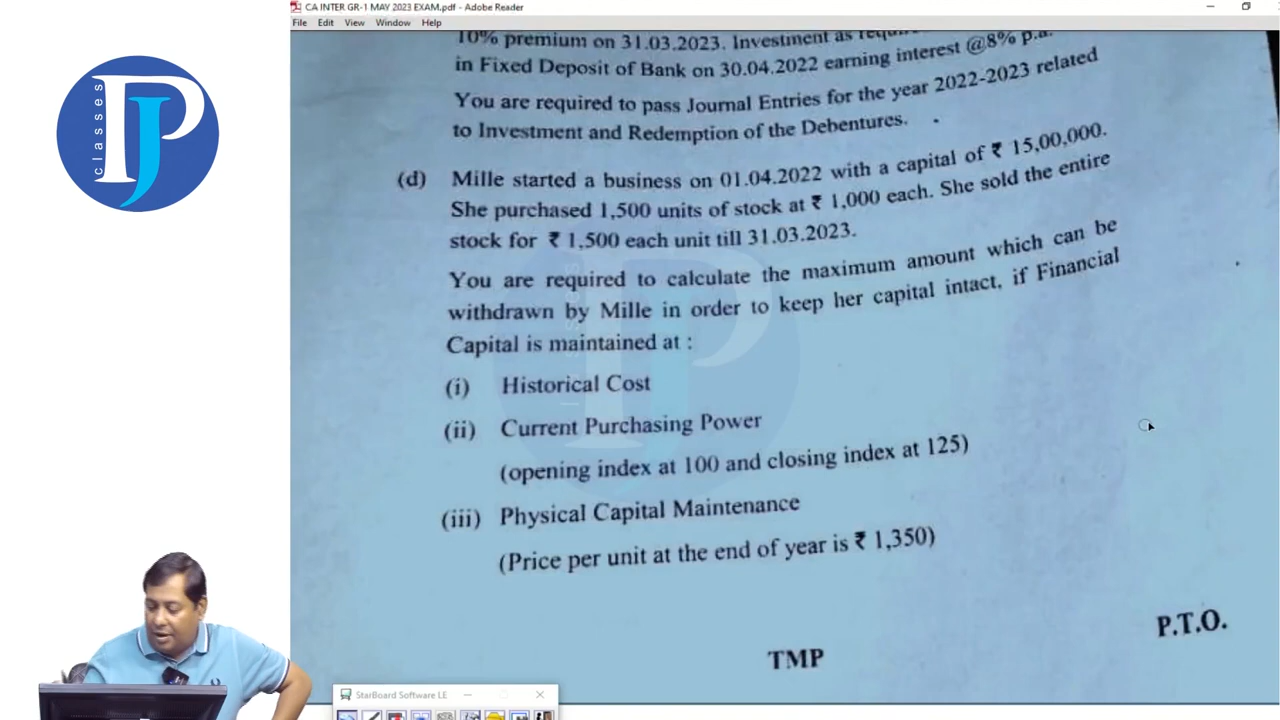 CA INTER GR-1 MAY 2023 EXAM.pdf - Adobe Reader
File Edit View Window Help
10% premium on 31.03.2023. Investment as
in Fixed Deposit of Bank on 30.04.2022 earning interest @8% p.a.
You are required to pass Journal Entries for the year 2022-2023 related
to Investment and Redemption of the Debentures.
(d) Mille started a business on 01.04.2022 with a capital of ₹ 15,00,000.
She purchased 1,500 units of stock at ₹ 1,000 each. She sold the entire
stock for ₹ 1,500 each unit till 31.03.2023.
You are required to calculate the maximum amount which can be
withdrawn by Mille in order to keep her capital intact, if Financial
Capital is maintained at :
(i) Historical Cost
(ii) Current Purchasing Power
(opening index at 100 and closing index at 125)
(iii) Physical Capital Maintenance
(Price per unit at the end of year is ₹ 1,350)
P.T.O.
TMP
classes
PJ
StarBoard Software LE